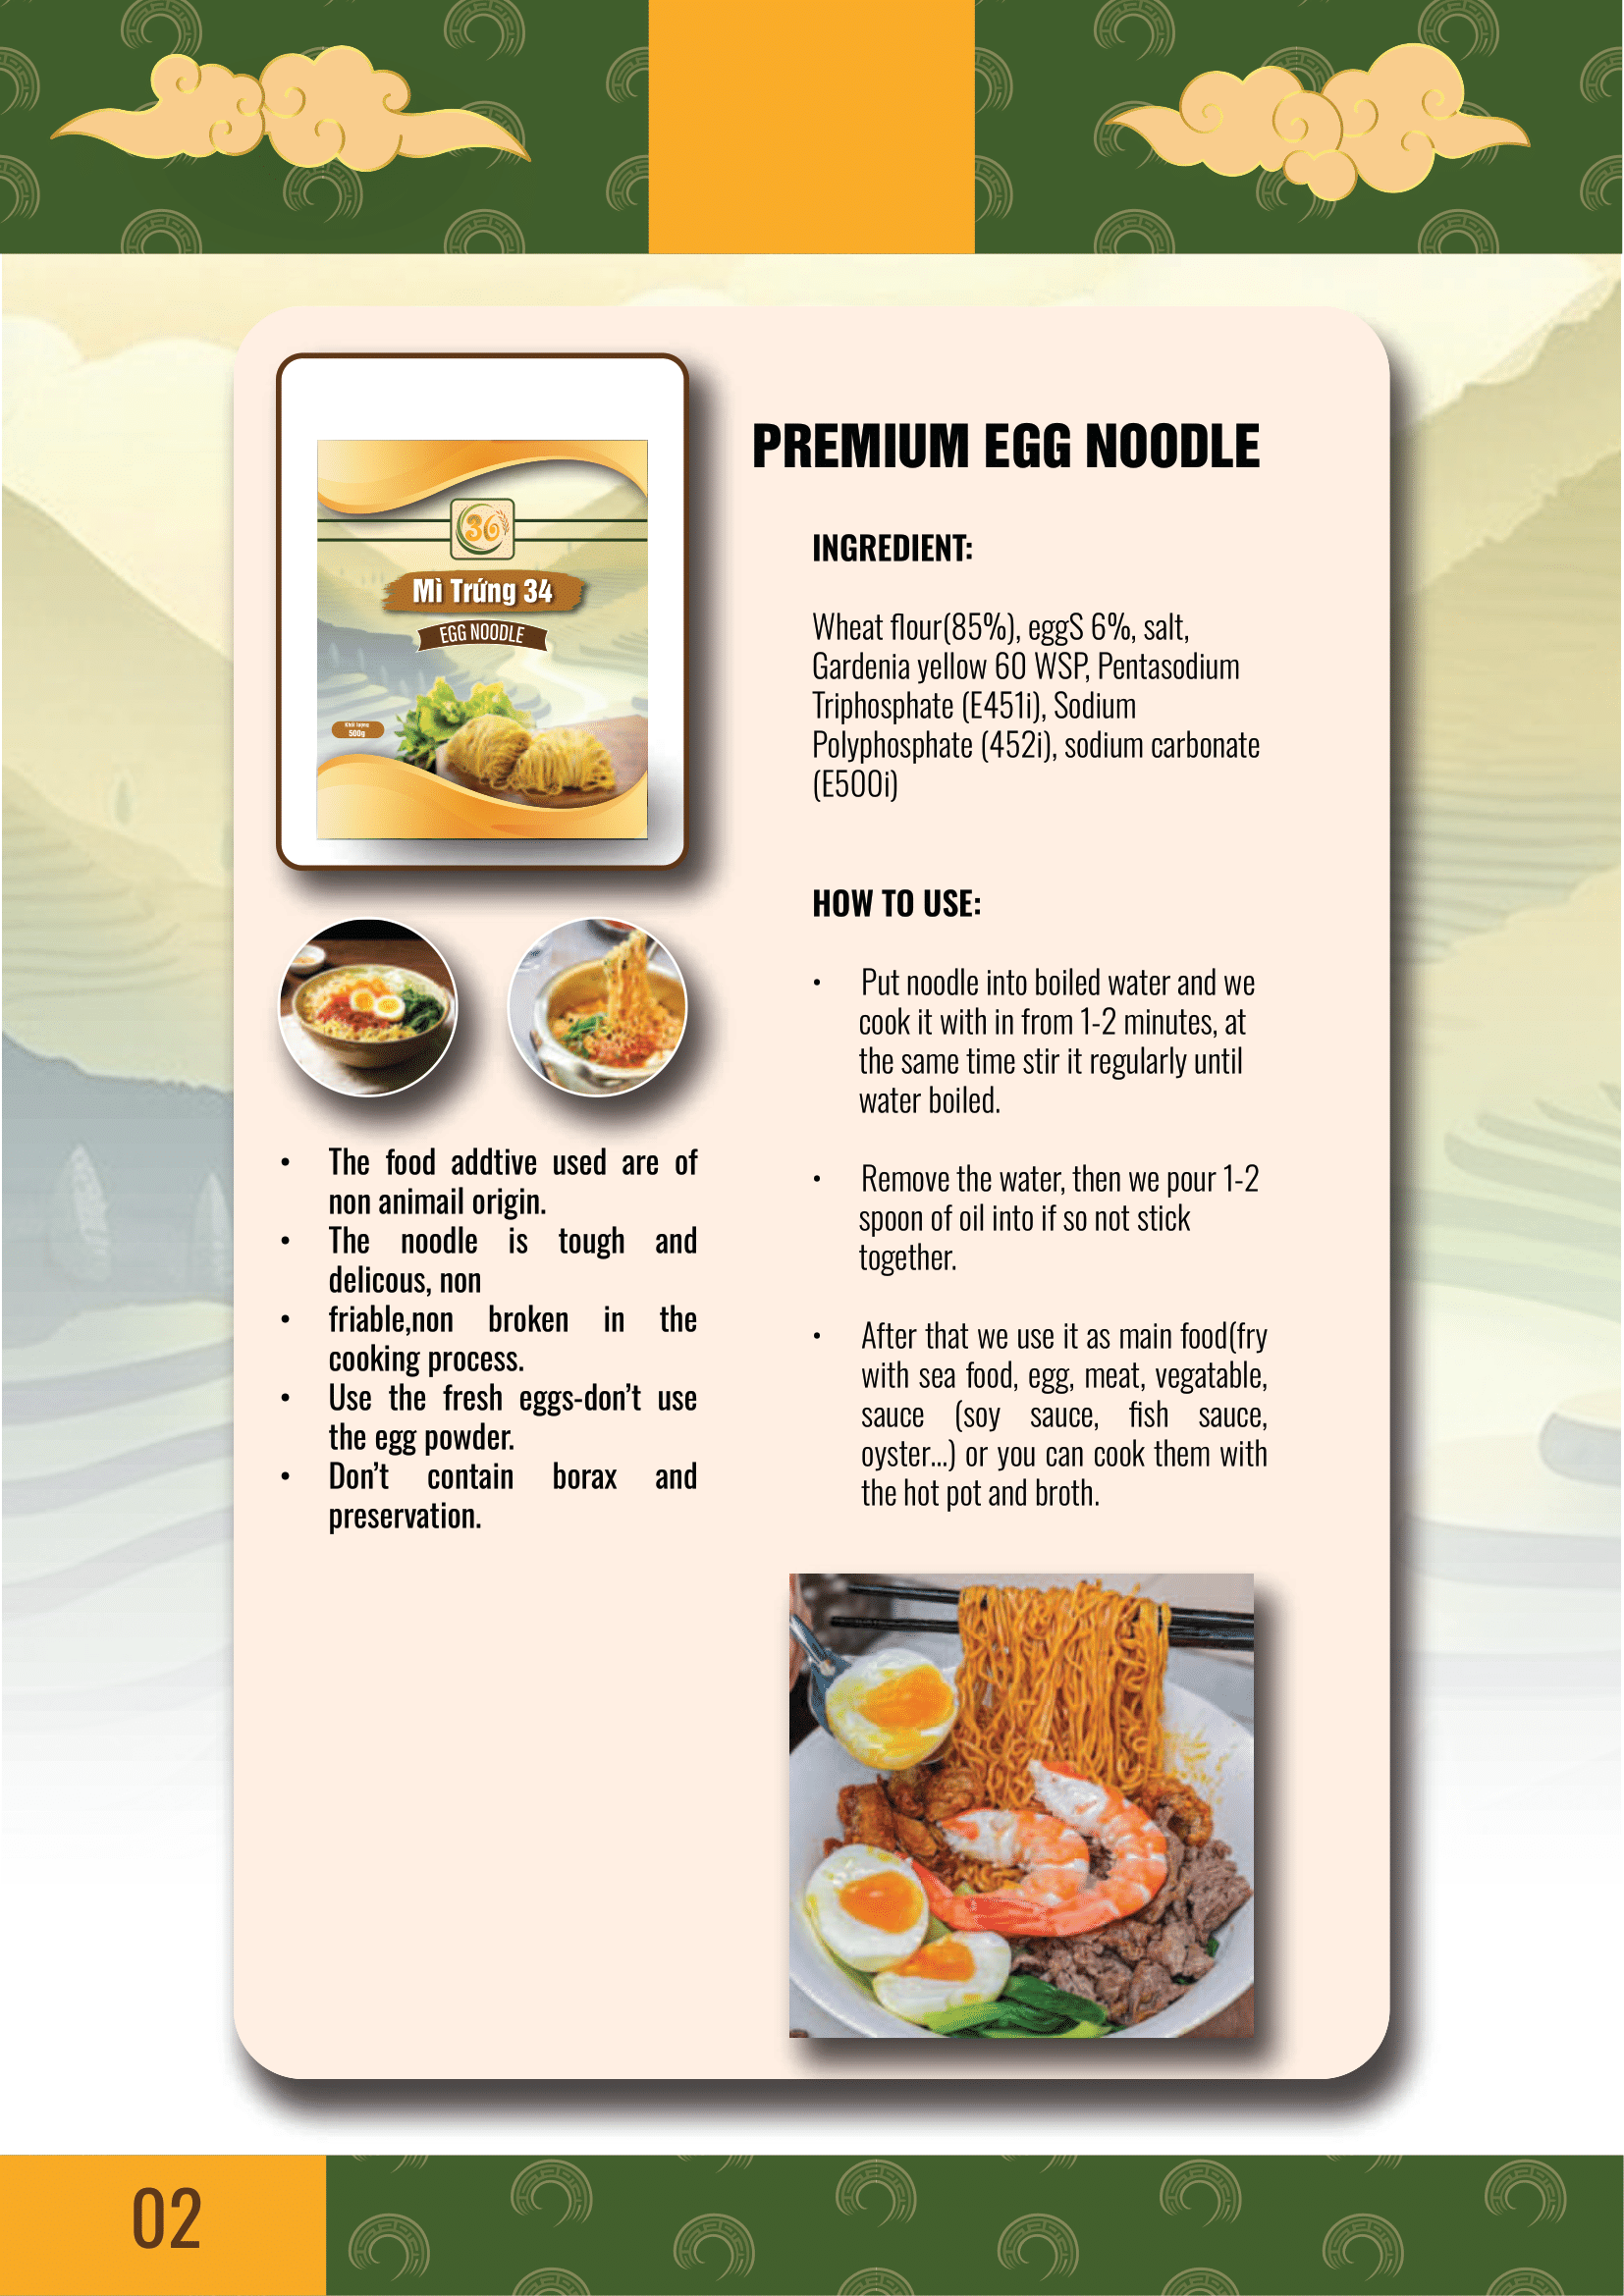 36
Mì Trứng 34
EGG NOODLE
Khối lượng
500g
PREMIUM EGG NOODLE
INGREDIENT:
Wheat flour(85%), eggS 6%, salt,
Gardenia yellow 60 WSP, Pentasodium
Triphosphate (E451i), Sodium
Polyphosphate (452i), sodium carbonate
(E500i)
HOW TO USE:
• Put noodle into boiled water and we
cook it with in from 1-2 minutes, at
the same time stir it regularly until
water boiled.
• Remove the water, then we pour 1-2
spoon of oil into if so not stick
together.
• After that we use it as main food(fry
with sea food, egg, meat, vegatable,
sauce (soy sauce, fish sauce,
oyster...) or you can cook them with
the hot pot and broth.
• The food addtive used are of
non animail origin.
• The noodle is tough and
delicous, non
• friable,non broken in the
cooking process.
• Use the fresh eggs-don't use
the egg powder.
• Don't contain borax and
preservation.
02